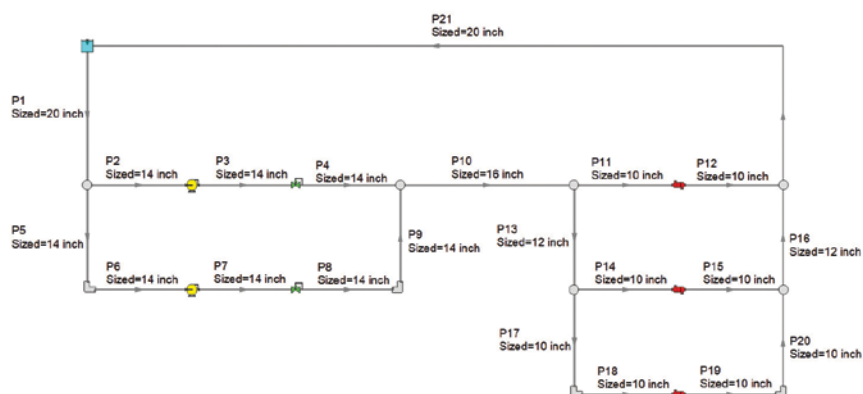 P21
Sized=20 inch
P1
Sized=20 inch
P2
Sized=14 inch
P3
Sized=14 inch
P4
Sized=14 inch
P10
Sized=16 inch
P11
Sized=10 inch
P12
Sized=10 inch
P5
Sized=14 inch
P9
Sized=14 inch
P13
Sized=12 inch
P16
Sized=12 inch
P6
Sized=14 inch
P7
Sized=14 inch
P8
Sized=14 inch
P14
Sized=10 inch
P15
Sized=10 inch
P17
Sized=10 inch
P20
Sized=10 inch
P18
Sized=10 inch
P19
Sized=10 inch